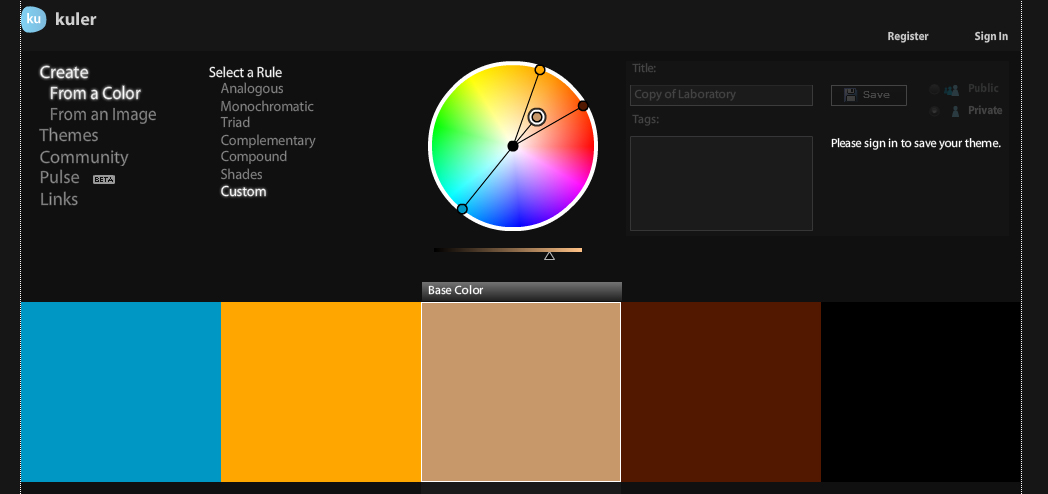 ku kuler
Register Sign In
Create
From a Color
From an Image
Themes
Community
Pulse BETA
Links
Select a Rule
Analogous
Monochromatic
Triad
Complementary
Compound
Shades
Custom
Title:
Copy of Laboratory
Tags:
Save
Public
Private
Please sign in to save your theme.
Base Color